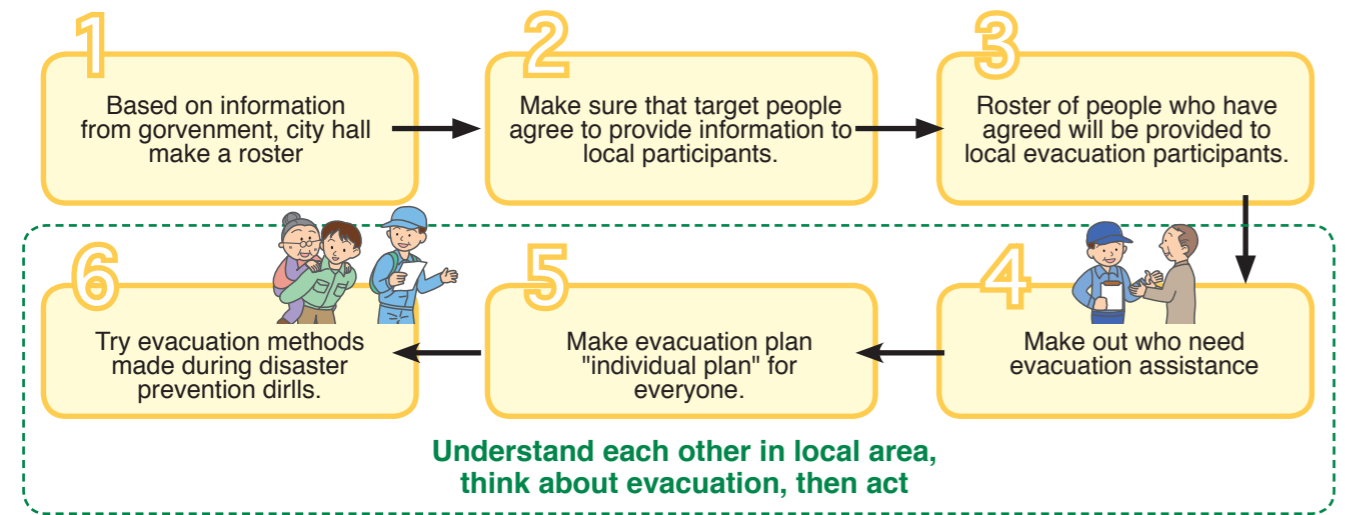 1
Based on information
from gorvenment, city hall
make a roster
2
Make sure that target people
agree to provide information to
local participants.
3
Roster of people who have
agreed will be provided to
local evacuation participants.
4
Make out who need
evacuation assistance
5
Make evacuation plan
"individual plan" for
everyone.
6
Try evacuation methods
made during disaster
prevention dirlls.
Understand each other in local area,
think about evacuation, then act